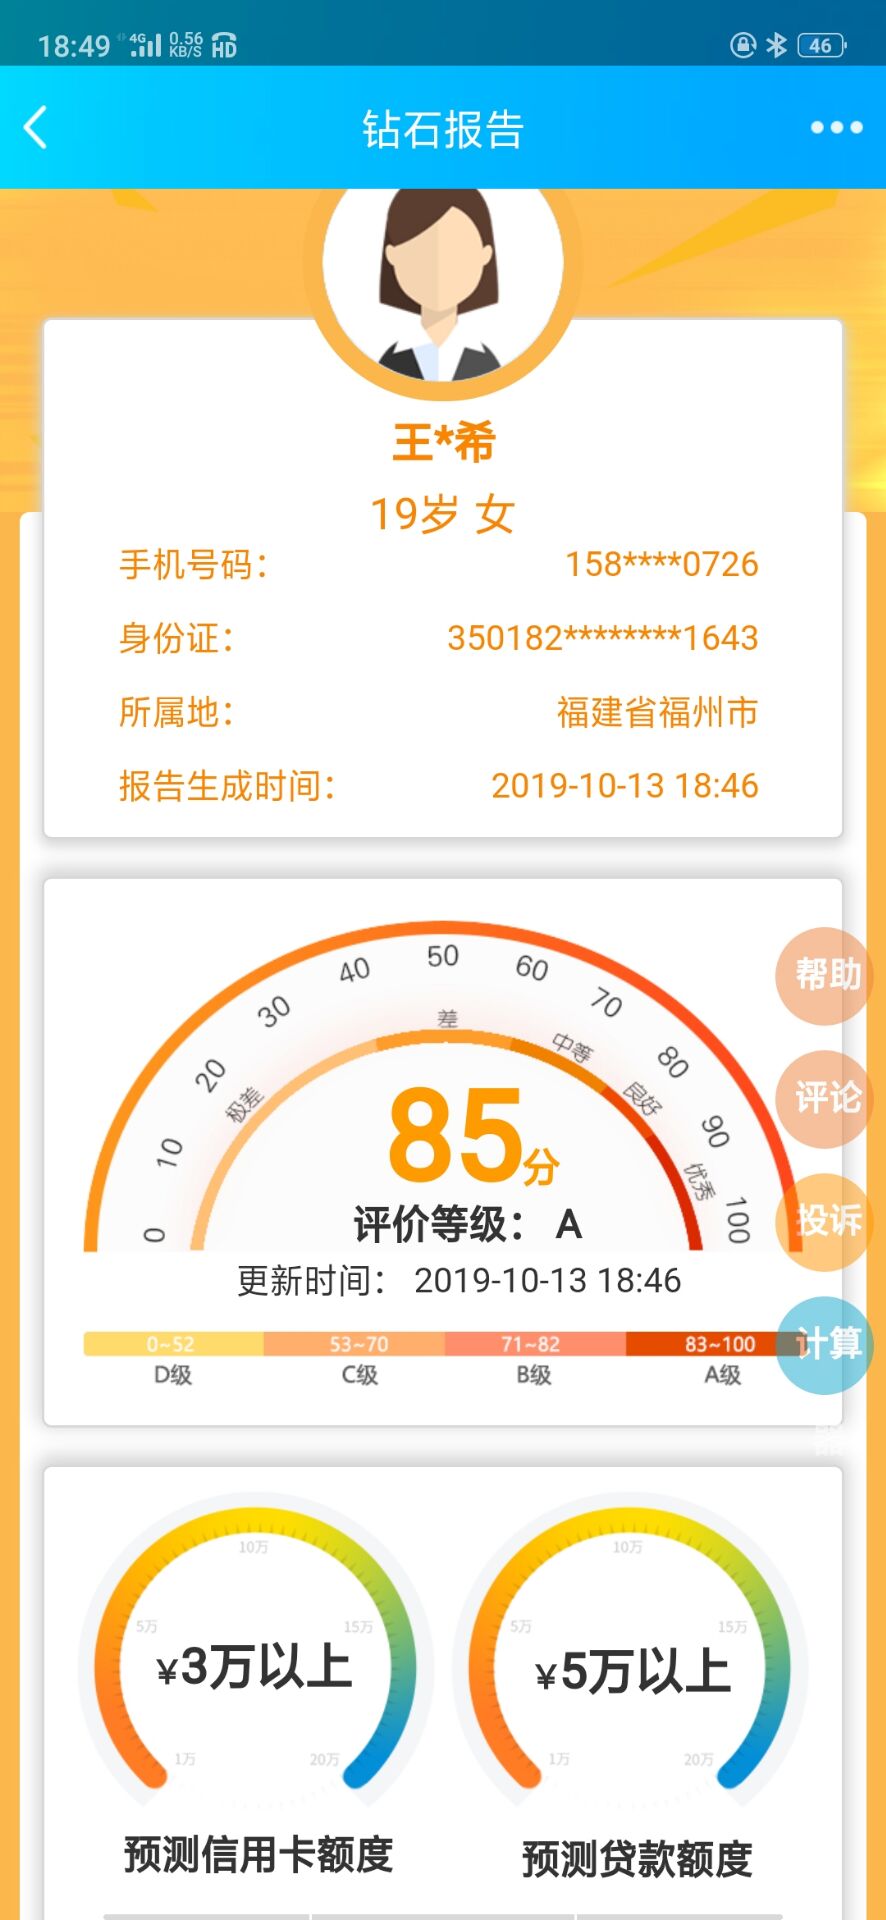 18:49 4G 0.56 KB/S HD 46
钻石报告
王*希
19岁 女
手机号码： 158****0726
身份证： 350182********1643
所属地： 福建省福州市
报告生成时间： 2019-10-13 18:46
0 10 20 30 40 50 60 70 80 90 100
极差 差 中等 良好 优秀
85分
评价等级： A
更新时间： 2019-10-13 18:46
0~52 53~70 71~82 83~100
D级 C级 B级 A级
帮助
评论
投诉
计算
器
10万 10万
5万 15万 5万 15万
¥3万以上 ¥5万以上
1万 20万 1万 20万
预测信用卡额度 预测贷款额度